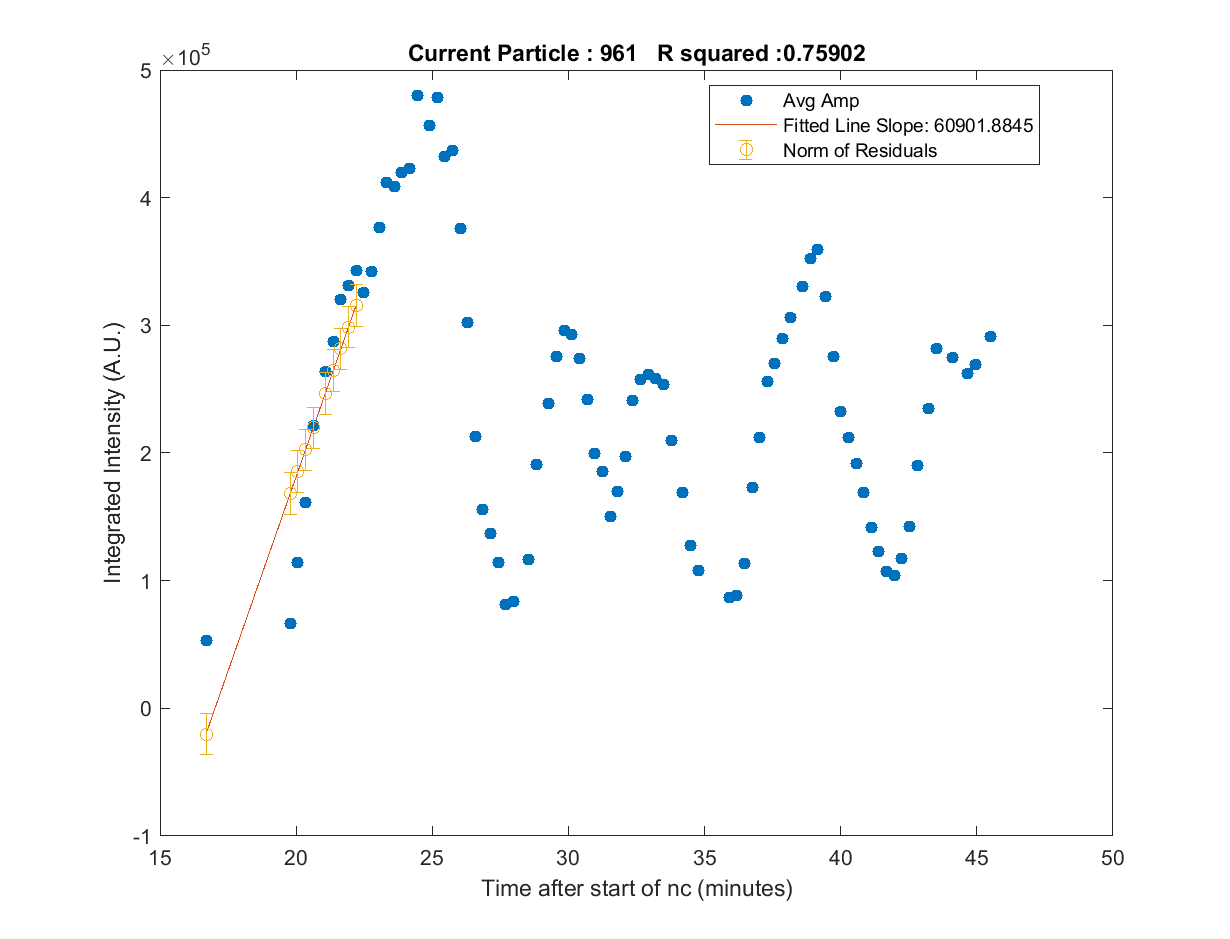 Current Particle : 961 R squared :0.75902
×10^5
Avg Amp
Fitted Line Slope: 60901.8845
Norm of Residuals
5
4
3
2
1
0
-1
Integrated Intensity (A.U.)
15 20 25 30 35 40 45 50
Time after start of nc (minutes)